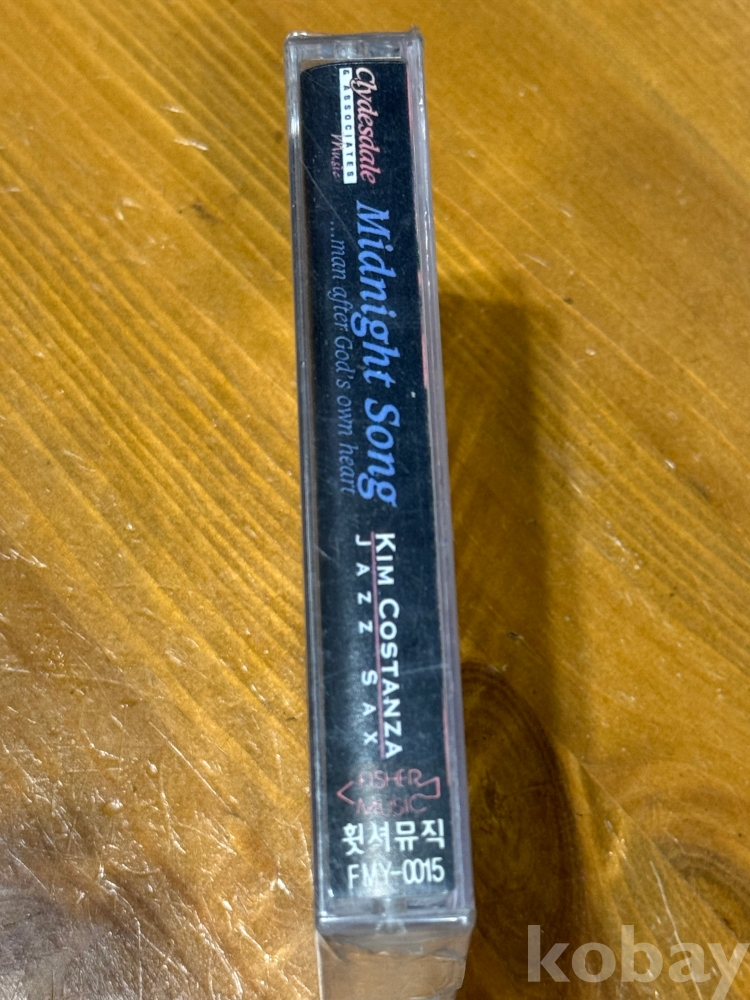 Clydesdale
& ASSOCIATES
Music
Midnight Song
...man after God's own heart
KIM COSTANZA
JAZZ SAX
FISHER
MUSIC
휫셔뮤직
FMY-0015
kobay